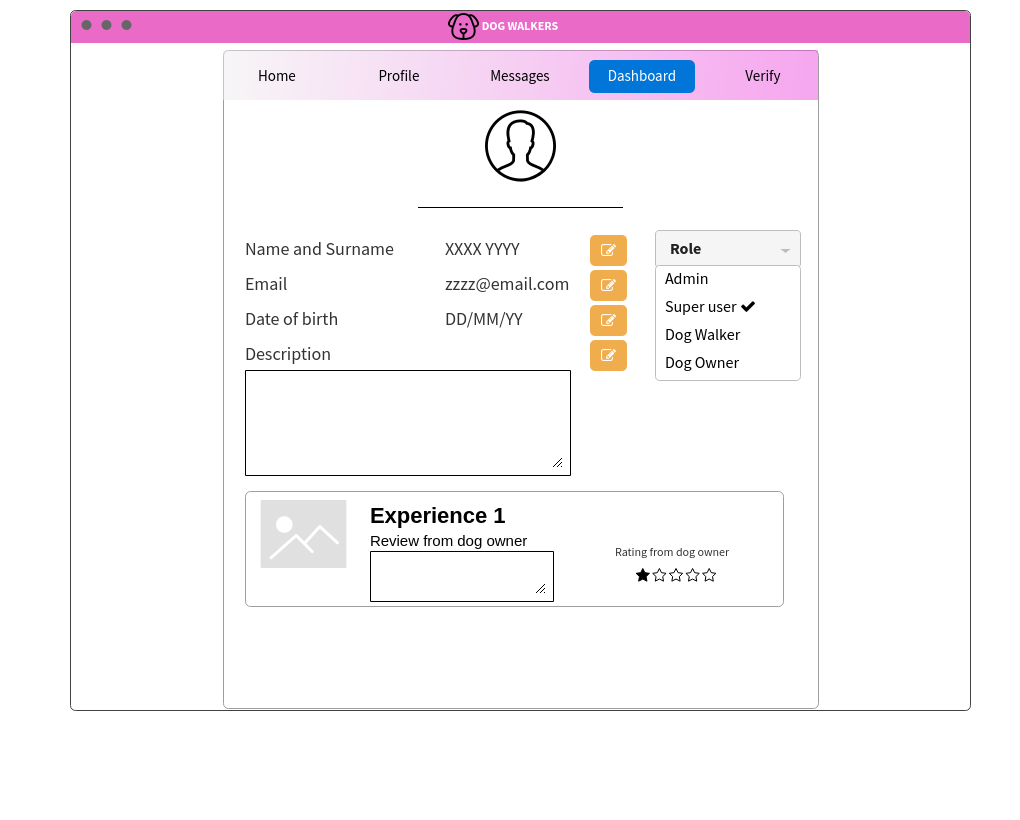 DOG WALKERS
Home Profile Messages Dashboard Verify
Name and Surname XXXX YYYY
Email zzzz@email.com
Date of birth DD/MM/YY
Description
Role
Admin
Super user
Dog Walker
Dog Owner
Experience 1
Review from dog owner
Rating from dog owner